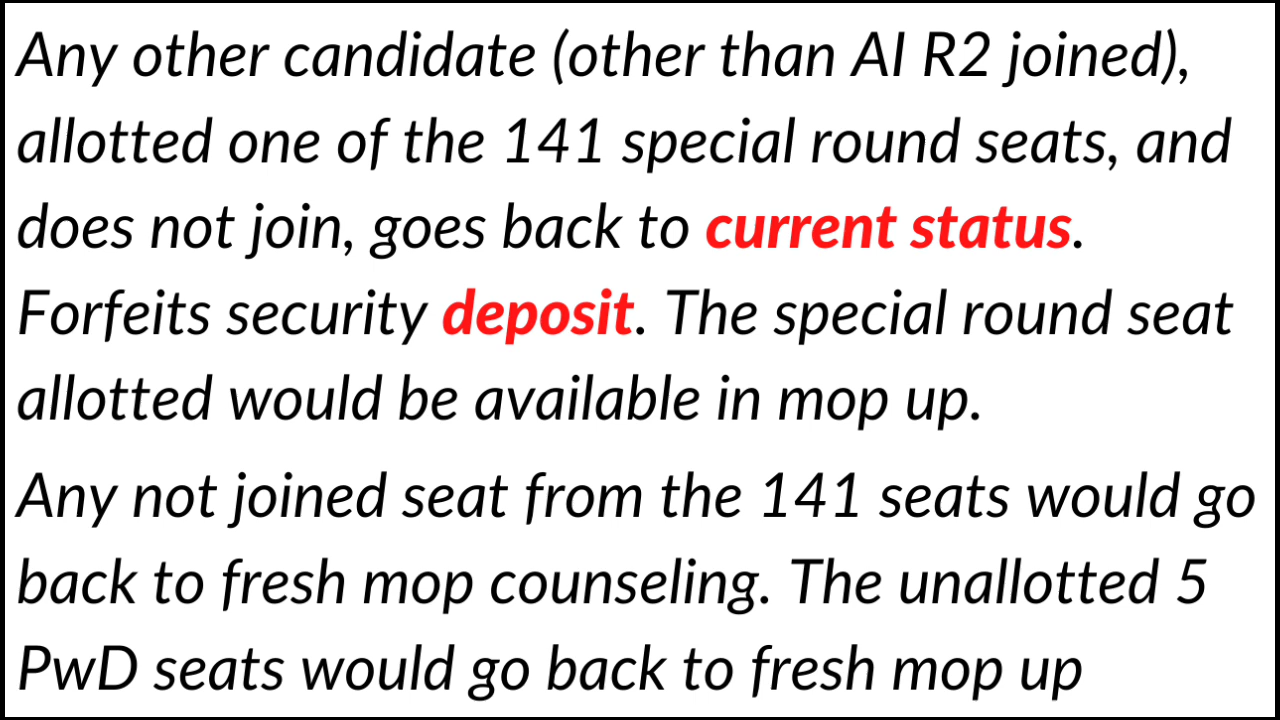 Any other candidate (other than AI R2 joined),
allotted one of the 141 special round seats, and
does not join, goes back to current status.
Forfeits security deposit. The special round seat
allotted would be available in mop up.
Any not joined seat from the 141 seats would go
back to fresh mop counseling. The unallotted 5
PwD seats would go back to fresh mop up